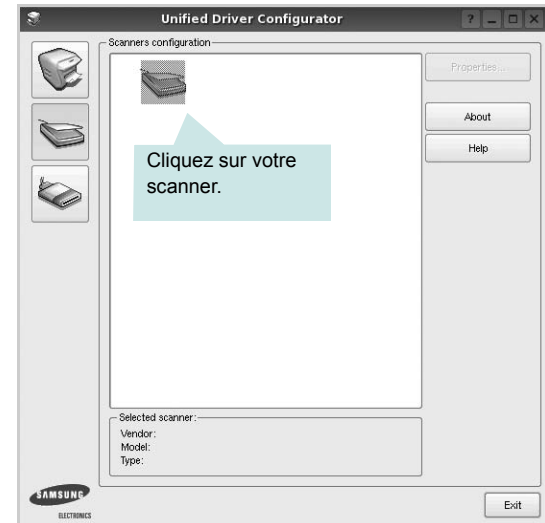 Unified Driver Configurator
Scanners configuration
Properties...
About
Help
Cliquez sur votre
scanner.
Selected scanner:
Vendor:
Model:
Type:
SAMSUNG
ELECTRONICS
Exit